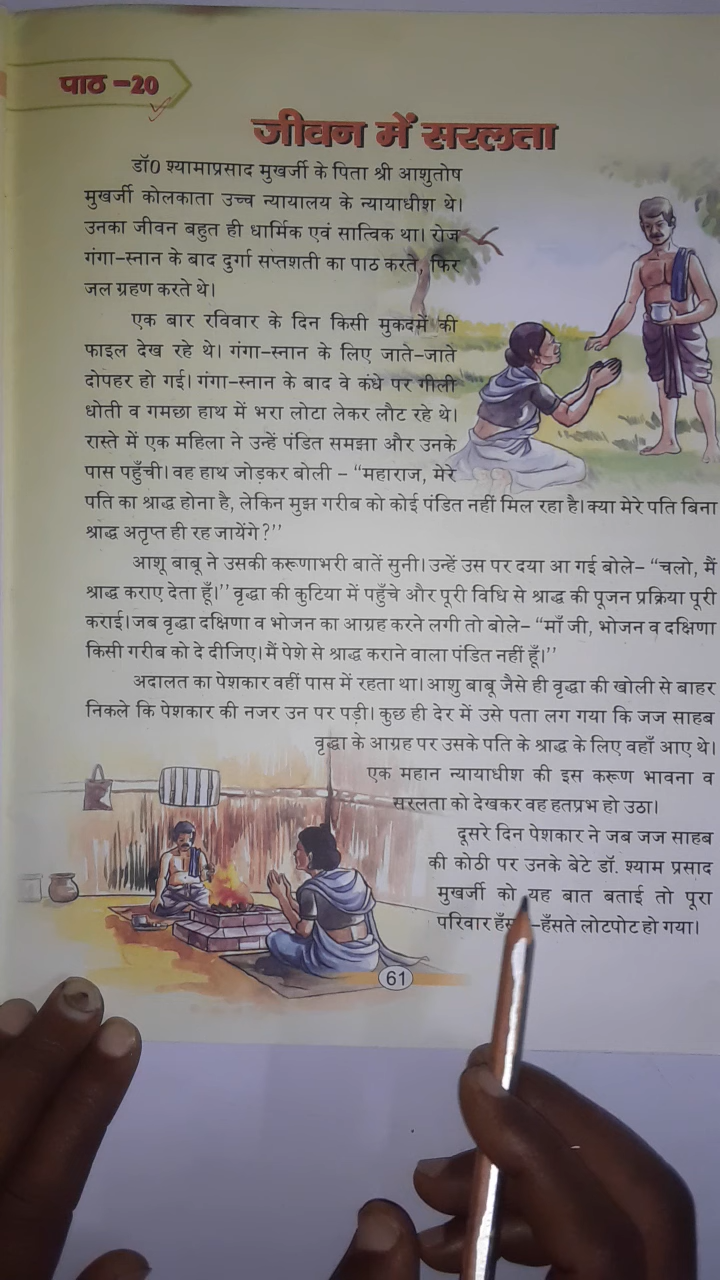 पाठ -20
जीवन में सरलता
डॉ0 श्यामाप्रसाद मुखर्जी के पिता श्री आशुतोष
मुखर्जी कोलकाता उच्च न्यायालय के न्यायाधीश थे।
उनका जीवन बहुत ही धार्मिक एवं सात्विक था। रोज
गंगा-स्नान के बाद दुर्गा सप्तशती का पाठ करते, फिर
जल ग्रहण करते थे।
एक बार रविवार के दिन किसी मुकदमें की
फाइल देख रहे थे। गंगा-स्नान के लिए जाते-जाते
दोपहर हो गई। गंगा-स्नान के बाद वे कंधे पर गीली
धोती व गमछा हाथ में भरा लोटा लेकर लौट रहे थे।
रास्ते में एक महिला ने उन्हें पंडित समझा और उनके
पास पहुँची। वह हाथ जोड़कर बोली - "महाराज, मेरे
पति का श्राद्ध होना है, लेकिन मुझ गरीब को कोई पंडित नहीं मिल रहा है। क्या मेरे पति बिना
श्राद्ध अतृप्त ही रह जायेंगे?''
आशू बाबू ने उसकी करूणाभरी बातें सुनी। उन्हें उस पर दया आ गई बोले- "चलो, मैं
श्राद्ध कराए देता हूँ।'' वृद्धा की कुटिया में पहुँचे और पूरी विधि से श्राद्ध की पूजन प्रक्रिया पूरी
कराई। जब वृद्धा दक्षिणा व भोजन का आग्रह करने लगी तो बोले- "माँ जी, भोजन व दक्षिणा
किसी गरीब को दे दीजिए। मैं पेशे से श्राद्ध कराने वाला पंडित नहीं हूँ।''
अदालत का पेशकार वहीं पास में रहता था। आशु बाबू जैसे ही वृद्धा की खोली से बाहर
निकले कि पेशकार की नजर उन पर पड़ी। कुछ ही देर में उसे पता लग गया कि जज साहब
वृद्धा के आग्रह पर उसके पति के श्राद्ध के लिए वहाँ आए थे।
एक महान न्यायाधीश की इस करूण भावना व
सरलता को देखकर वह हतप्रभ हो उठा।
दूसरे दिन पेशकार ने जब जज साहब
की कोठी पर उनके बेटे डॉ. श्याम प्रसाद
मुखर्जी को यह बात बताई तो पूरा
परिवार -हँसते लोटपोट हो गया।
61